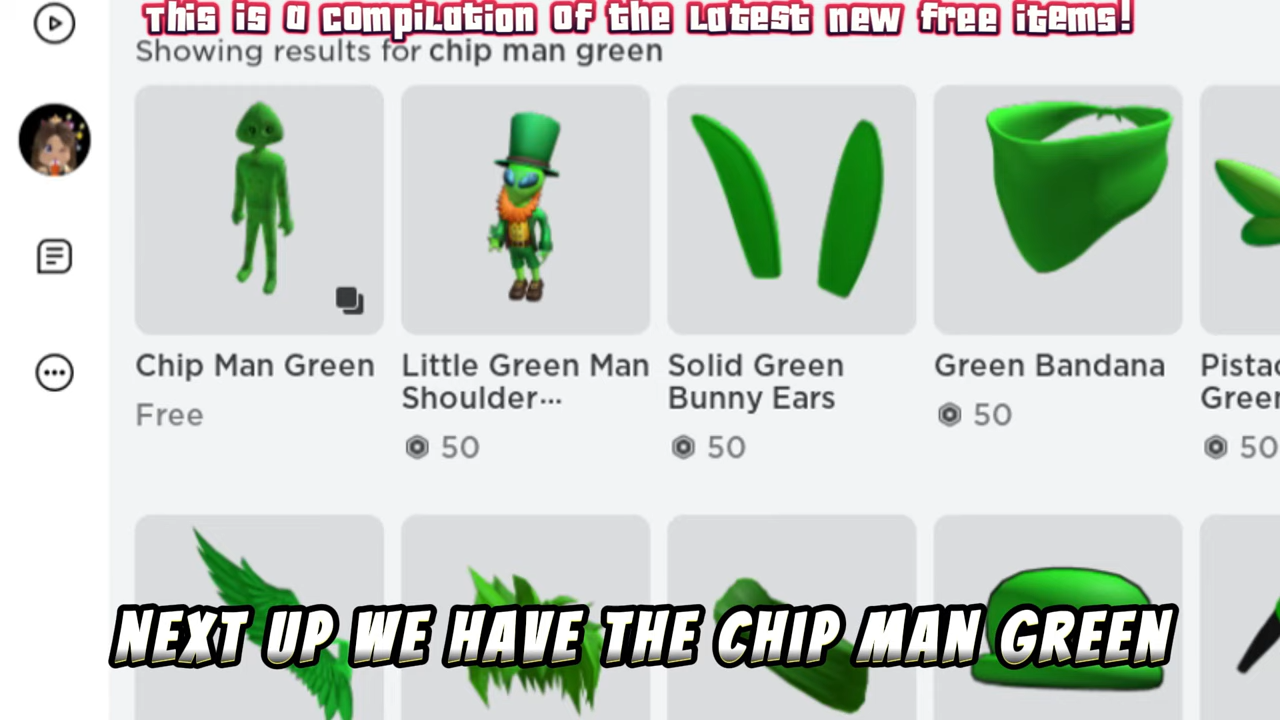 This is a compilation of the latest new free items!
Showing results for chip man green
Chip Man Green
Free
Little Green Man
Shoulder...
50
Solid Green
Bunny Ears
50
Green Bandana
50
50
NEXT UP WE HAVE THE CHIP MAN GREEN